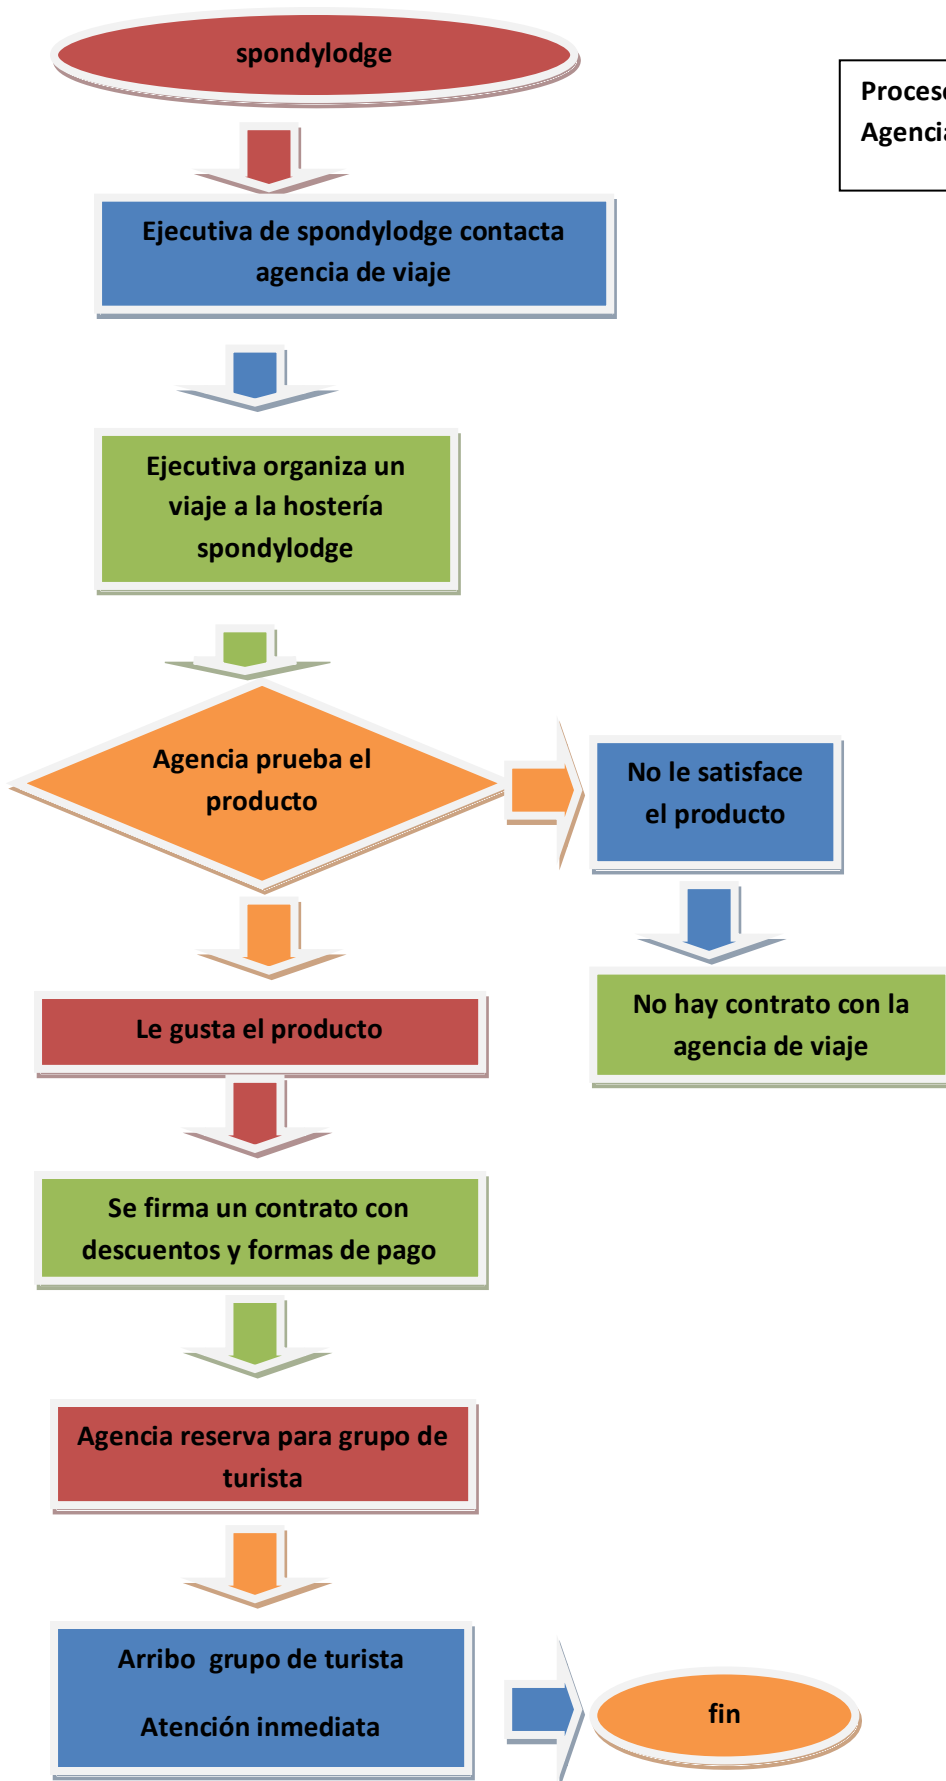 spondylodge
Proceso
Agencia
Ejecutiva de spondylodge contacta
agencia de viaje
Ejecutiva organiza un
viaje a la hostería
spondylodge
Agencia prueba el
producto
No le satisface
el producto
No hay contrato con la
agencia de viaje
Le gusta el producto
Se firma un contrato con
descuentos y formas de pago
Agencia reserva para grupo de
turista
Arribo  grupo de turista
Atención inmediata
fin